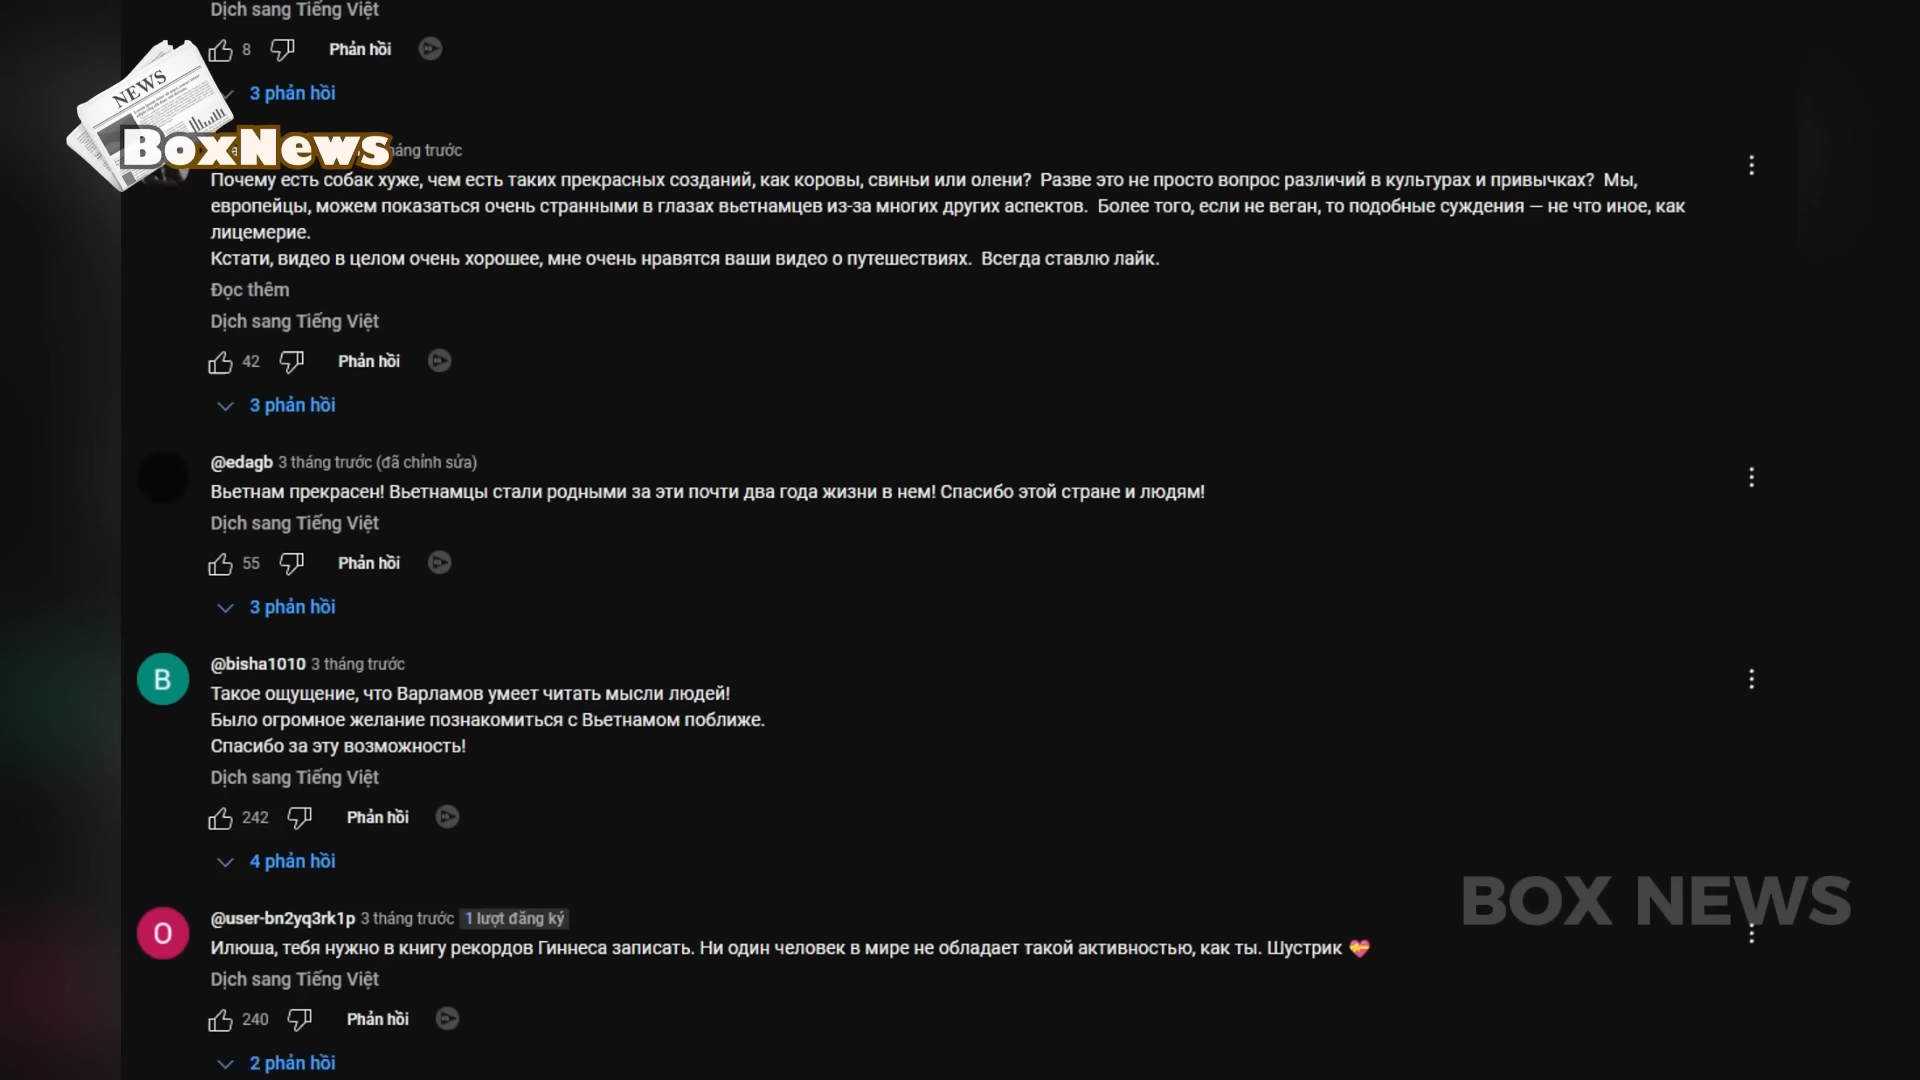 Dịch sang Tiếng Việt
8 Phản hồi
3 phản hồi
NEWS
BoxNews
tháng trước
Почему есть собак хуже, чем есть таких прекрасных созданий, как коровы, свиньи или олени? Разве это не просто вопрос различий в культурах и привычках? Мы,
европейцы, можем показаться очень странными в глазах вьетнамцев из-за многих других аспектов. Более того, если не веган, то подобные суждения — не что иное, как
лицемерие.
Кстати, видео в целом очень хорошее, мне очень нравятся ваши видео о путешествиях. Всегда ставлю лайк.
Đọc thêm
Dịch sang Tiếng Việt
42 Phản hồi
3 phản hồi
@edagb 3 tháng trước (đã chỉnh sửa)
Вьетнам прекрасен! Вьетнамцы стали родными за эти почти два года жизни в нем! Спасибо этой стране и людям!
Dịch sang Tiếng Việt
55 Phản hồi
3 phản hồi
B
@bisha1010 3 tháng trước
Такое ощущение, что Варламов умеет читать мысли людей!
Было огромное желание познакомиться с Вьетнамом поближе.
Спасибо за эту возможность!
Dịch sang Tiếng Việt
242 Phản hồi
4 phản hồi
BOX NEWS
O
@user-bn2yq3rk1p 3 tháng trước 1 lượt đăng ký
Илюша, тебя нужно в книгу рекордов Гиннеса записать. Ни один человек в мире не обладает такой активностью, как ты. Шустрик 💝
Dịch sang Tiếng Việt
240 Phản hồi
2 phản hồi